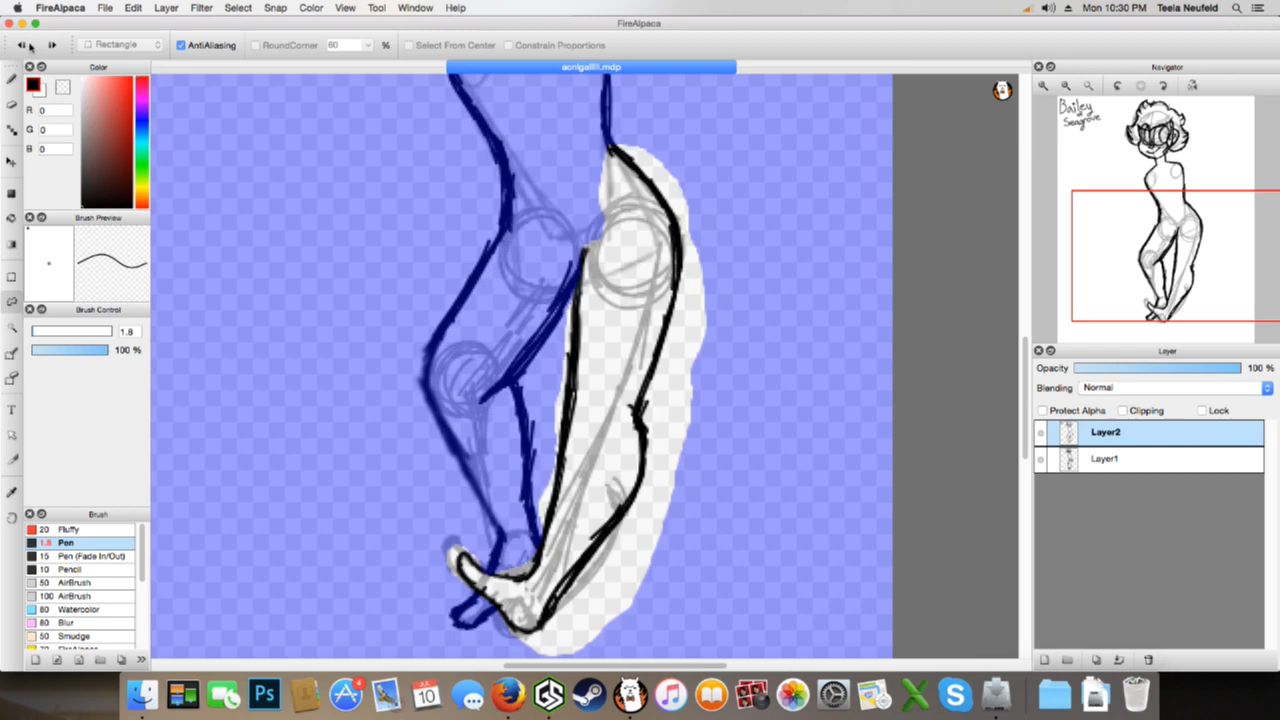 FireAlpaca File Edit Layer Filter Select Snap Color View Tool Window Help Mon 10:30 PM Teela Neufeld
FireAlpaca
Rectangle AntiAliasing RoundCorner 60 % Select From Center Constrain Proportions
Color
R 0
G 0
B 0
Brush Preview
Brush Control
1.8
100 %
Brush
20 Fluffy
1.8 Pen
15 Pen (Fade In/Out)
10 Pencil
50 AirBrush
100 AirBrush
80 Watercolor
80 Blur
50 Smudge
Navigator
Bailey
of
Seagrove
Layer
Opacity 100 %
Blending Normal
Protect Alpha Clipping Lock
Layer2
Layer1
4
JUL
10